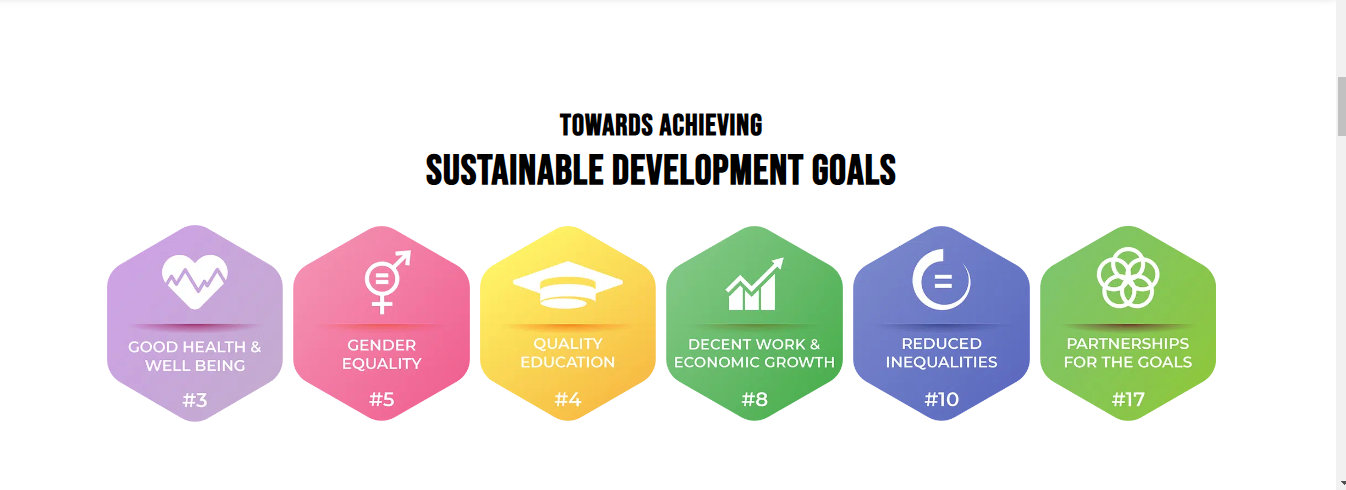 TOWARDS ACHIEVING
SUSTAINABLE DEVELOPMENT GOALS
GOOD HEALTH &
WELL BEING
#3
GENDER
EQUALITY
#5
QUALITY
EDUCATION
#4
DECENT WORK &
ECONOMIC GROWTH
#8
REDUCED
INEQUALITIES
#10
PARTNERSHIPS
FOR THE GOALS
#17